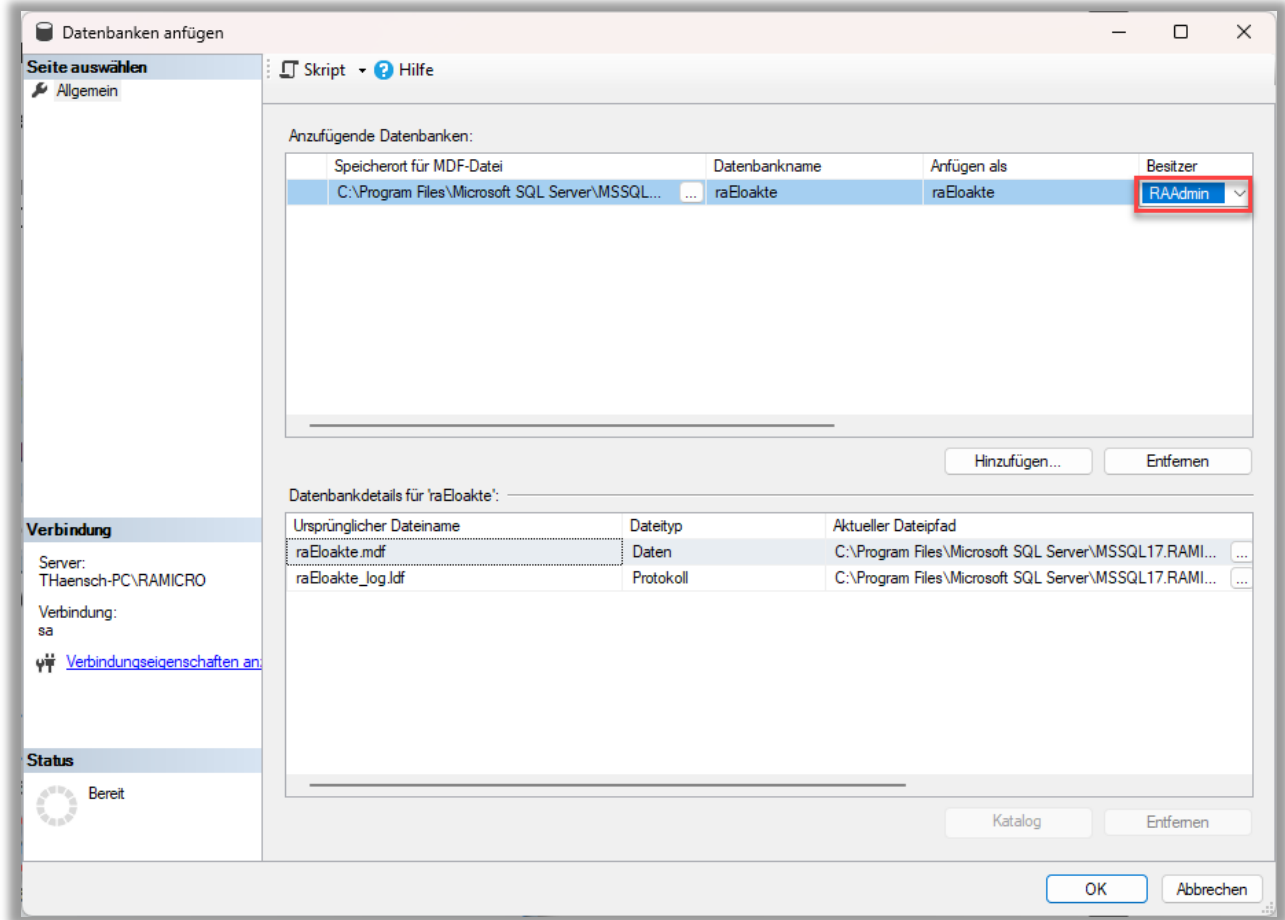 Datenbanken anfügen
Seite auswählen
Allgemein
Skript
Hilfe
Anzufügende Datenbanken:
Speicherort für MDF-Datei Datenbankname Anfügen als Besitzer
C:\Program Files\Microsoft SQL Server\MSSQL... ... raEloakte raEloakte RAAdmin
Hinzufügen... Entfernen
Datenbankdetails für 'raEloakte':
Ursprünglicher Dateiname Dateityp Aktueller Dateipfad
raEloakte.mdf Daten C:\Program Files\Microsoft SQL Server\MSSQL17.RAMI... ...
raEloakte_log.ldf Protokoll C:\Program Files\Microsoft SQL Server\MSSQL17.RAMI... ...
Verbindung
Server:
THaensch-PC\RAMICRO
Verbindung:
sa
Verbindungseigenschaften an
Status
Bereit
Katalog Entfernen
OK Abbrechen